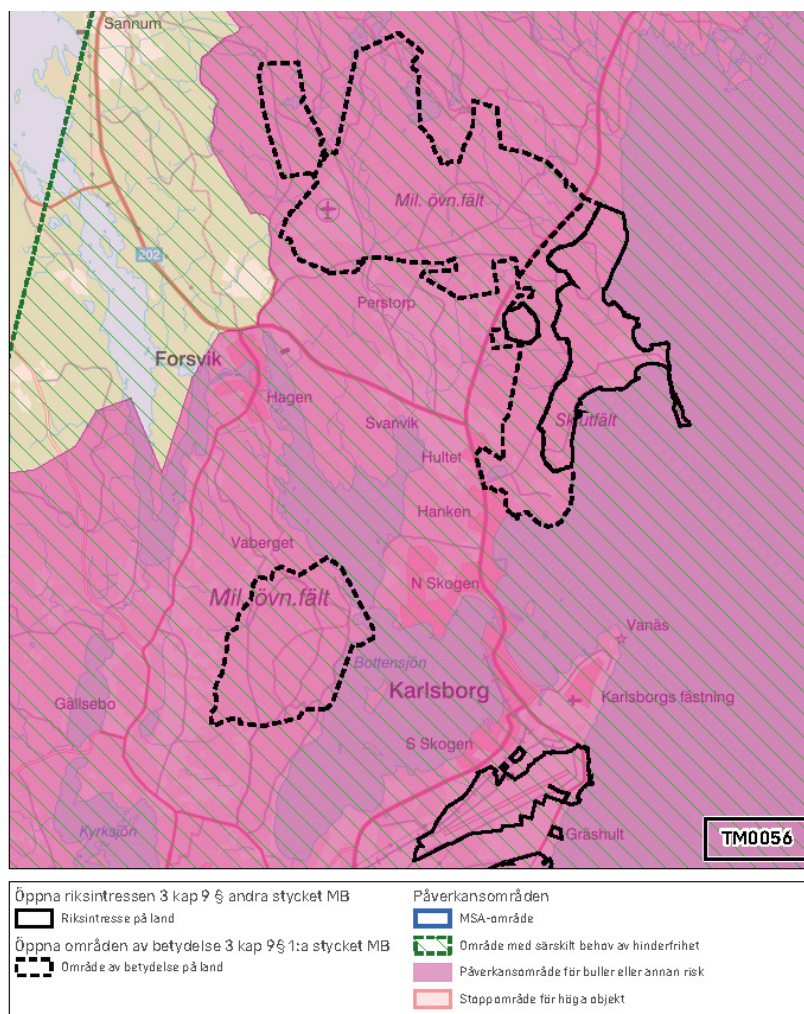 Sannum
Mil. övn.fält
202
Perstorp
Forsvik
Hagen
Svanvik
Skjutfält
Hultet
Hanken
Vaberget
N Skogen
Mil. övn.fält
Vanäs
Bottensjön
Karlsborg
Karlsborgs fästning
Gällsebo
S Skogen
Kyrksjön
Gräshult
TM0056
Öppna riksintressen 3 kap 9 § andra stycket MB
Riksintresse på land
Öppna områden av betydelse 3 kap 9§ 1:a stycket MB
Område av betydelse på land
Påverkansområden
MSA-område
Område med särskilt behov av hinderfrihet
Påverkansområde för buller eller annan risk
Stoppområde för höga objekt